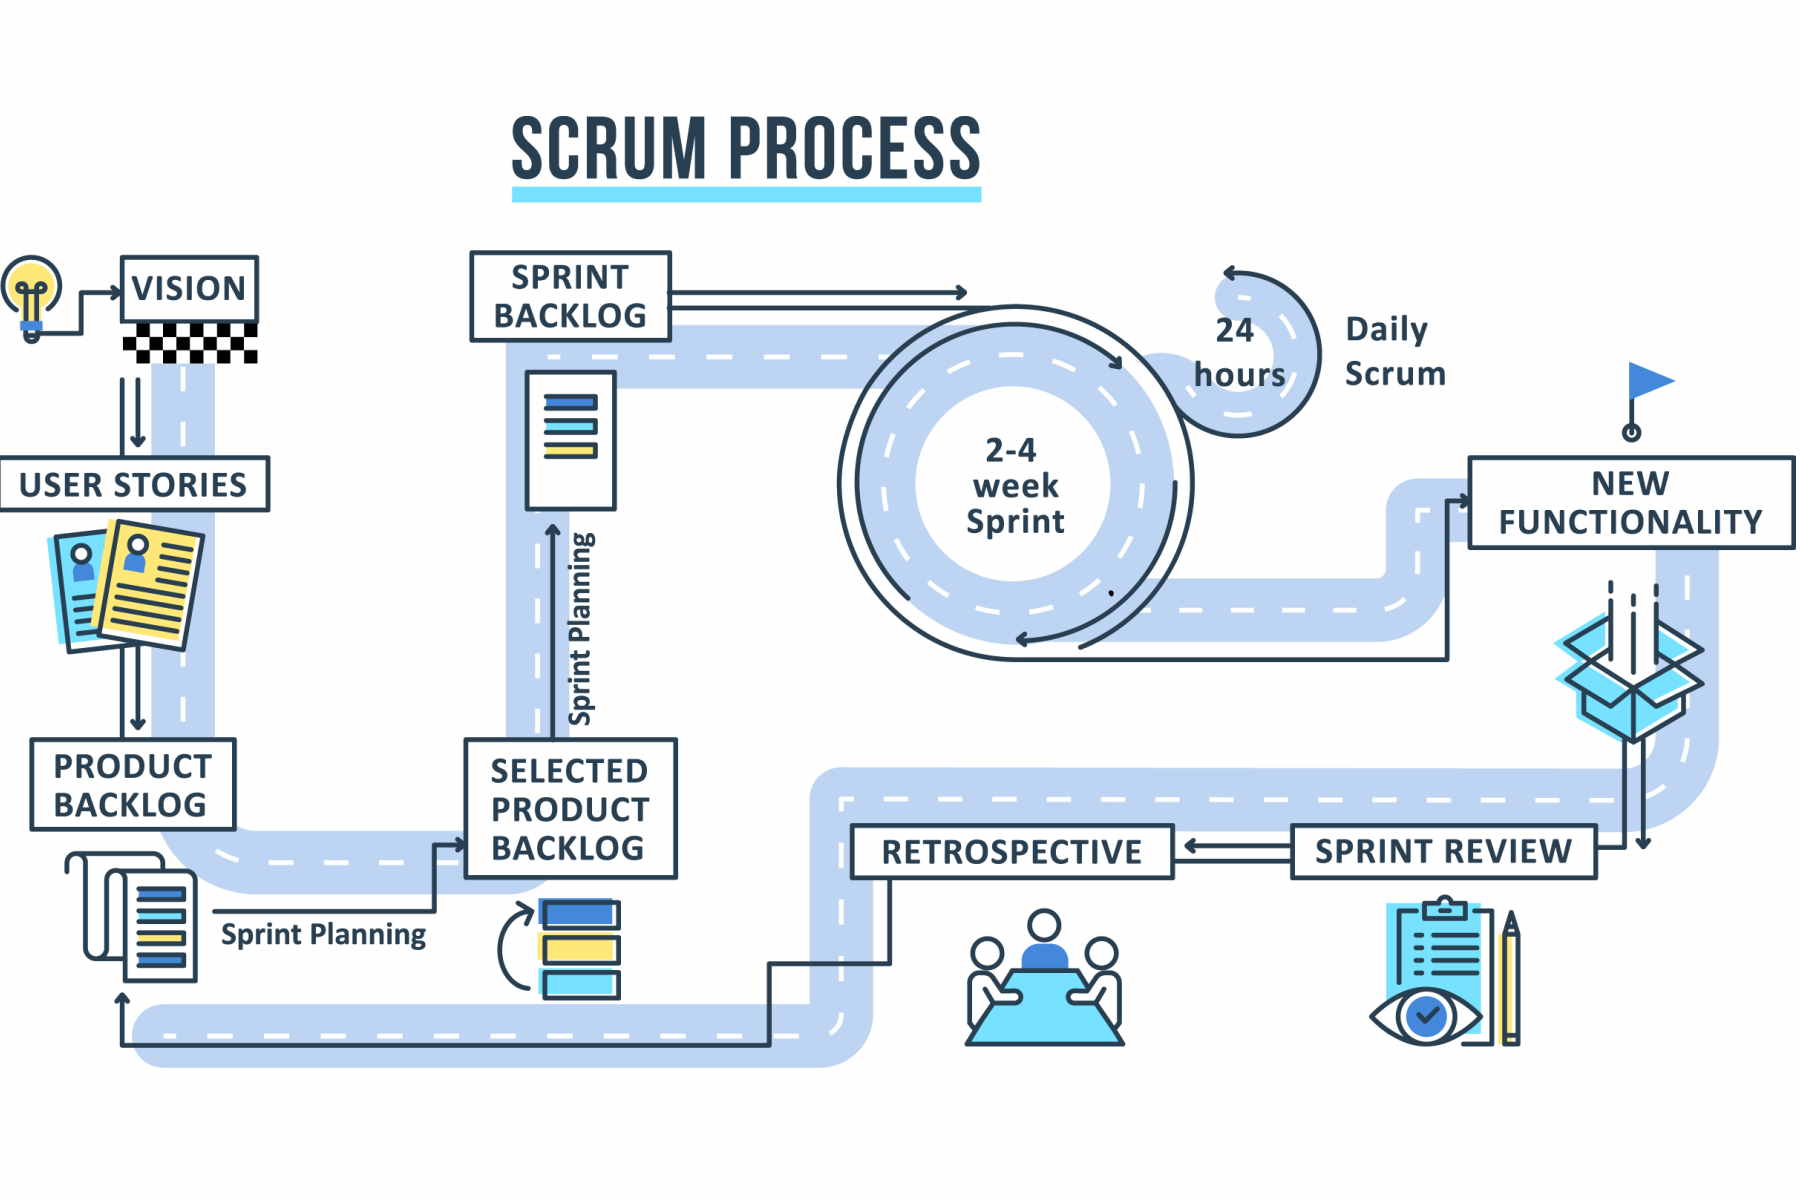 SCRUM PROCESS
VISION
USER STORIES
PRODUCT
BACKLOG
Sprint Planning
SELECTED
PRODUCT
BACKLOG
Sprint Planning
SPRINT
BACKLOG
2-4
week
Sprint
24
hours
Daily
Scrum
NEW
FUNCTIONALITY
SPRINT REVIEW
RETROSPECTIVE